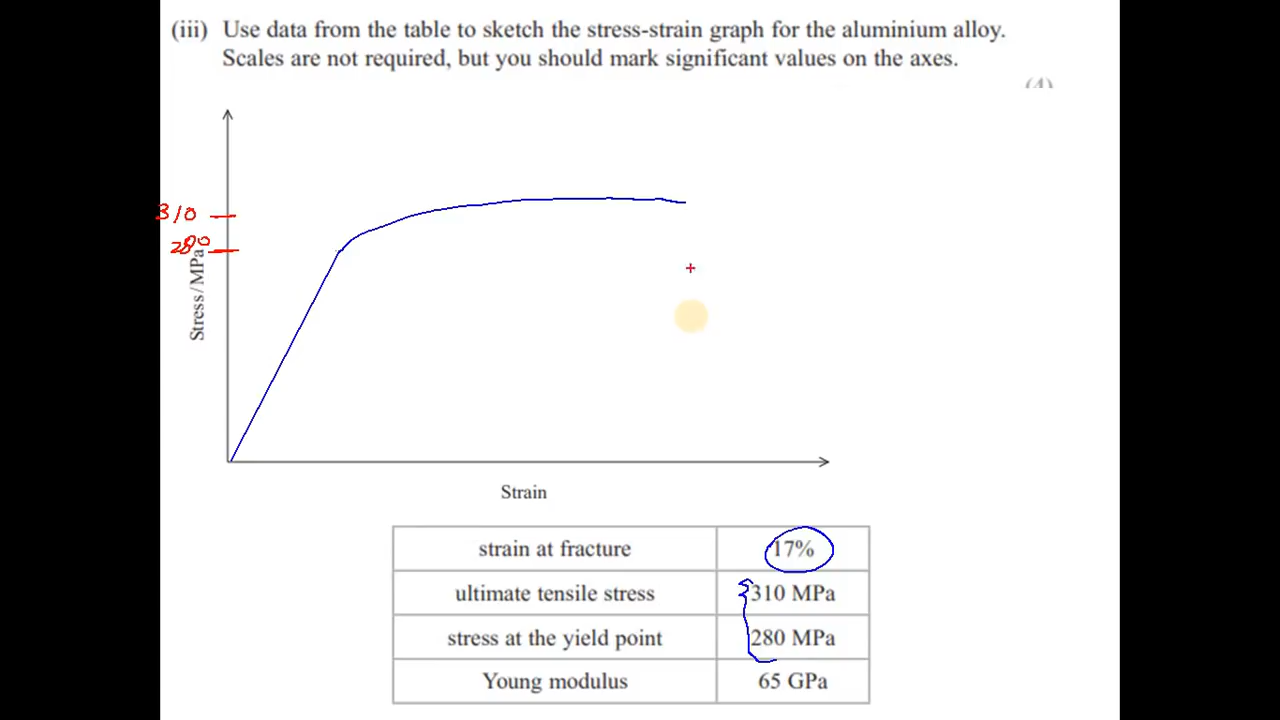 (iii) Use data from the table to sketch the stress-strain graph for the aluminium alloy.
Scales are not required, but you should mark significant values on the axes.
(4)
310
280
Stress/MPa
Strain
strain at fracture 17%
ultimate tensile stress 310 MPa
stress at the yield point 280 MPa
Young modulus 65 GPa